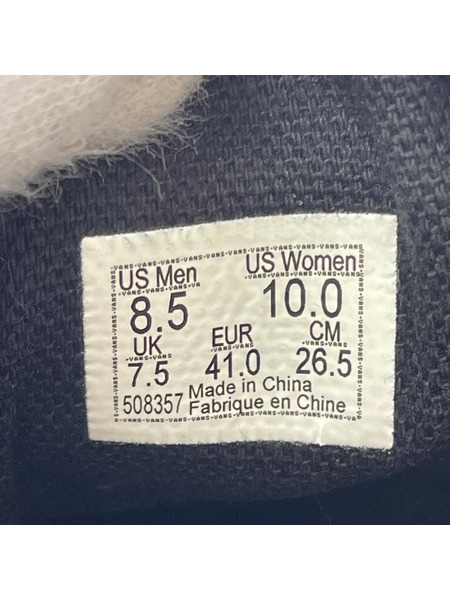 US Men US Women
8.5 10.0
UK EUR CM
7.5 41.0 26.5
508357 Made in China
Fabrique en Chine
VANS